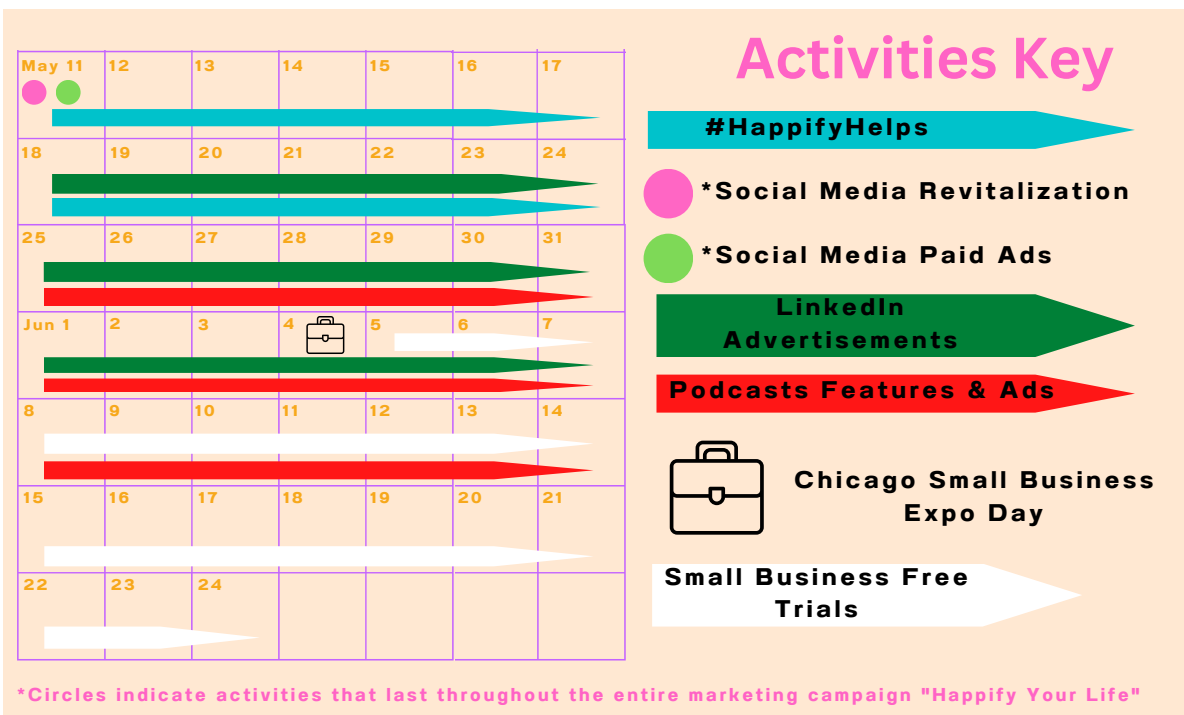 Activities Key
May 11 12 13 14 15 16 17
#HappifyHelps
18 19 20 21 22 23 24
*Social Media Revitalization
25 26 27 28 29 30 31
*Social Media Paid Ads
LinkedIn
Advertisements
Jun 1 2 3 4 5 6 7
Podcasts Features & Ads
8 9 10 11 12 13 14
Chicago Small Business
Expo Day
15 16 17 18 19 20 21
Small Business Free
Trials
22 23 24
*Circles indicate activities that last throughout the entire marketing campaign "Happify Your Life"